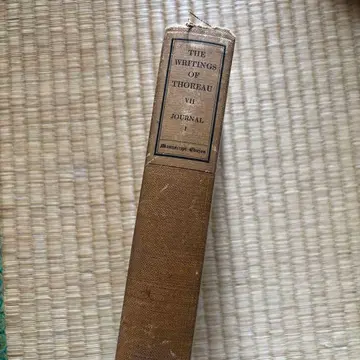 THE
WRITINGS
OF
THOREAU
VII
JOURNAL
I
Manuscript Edition